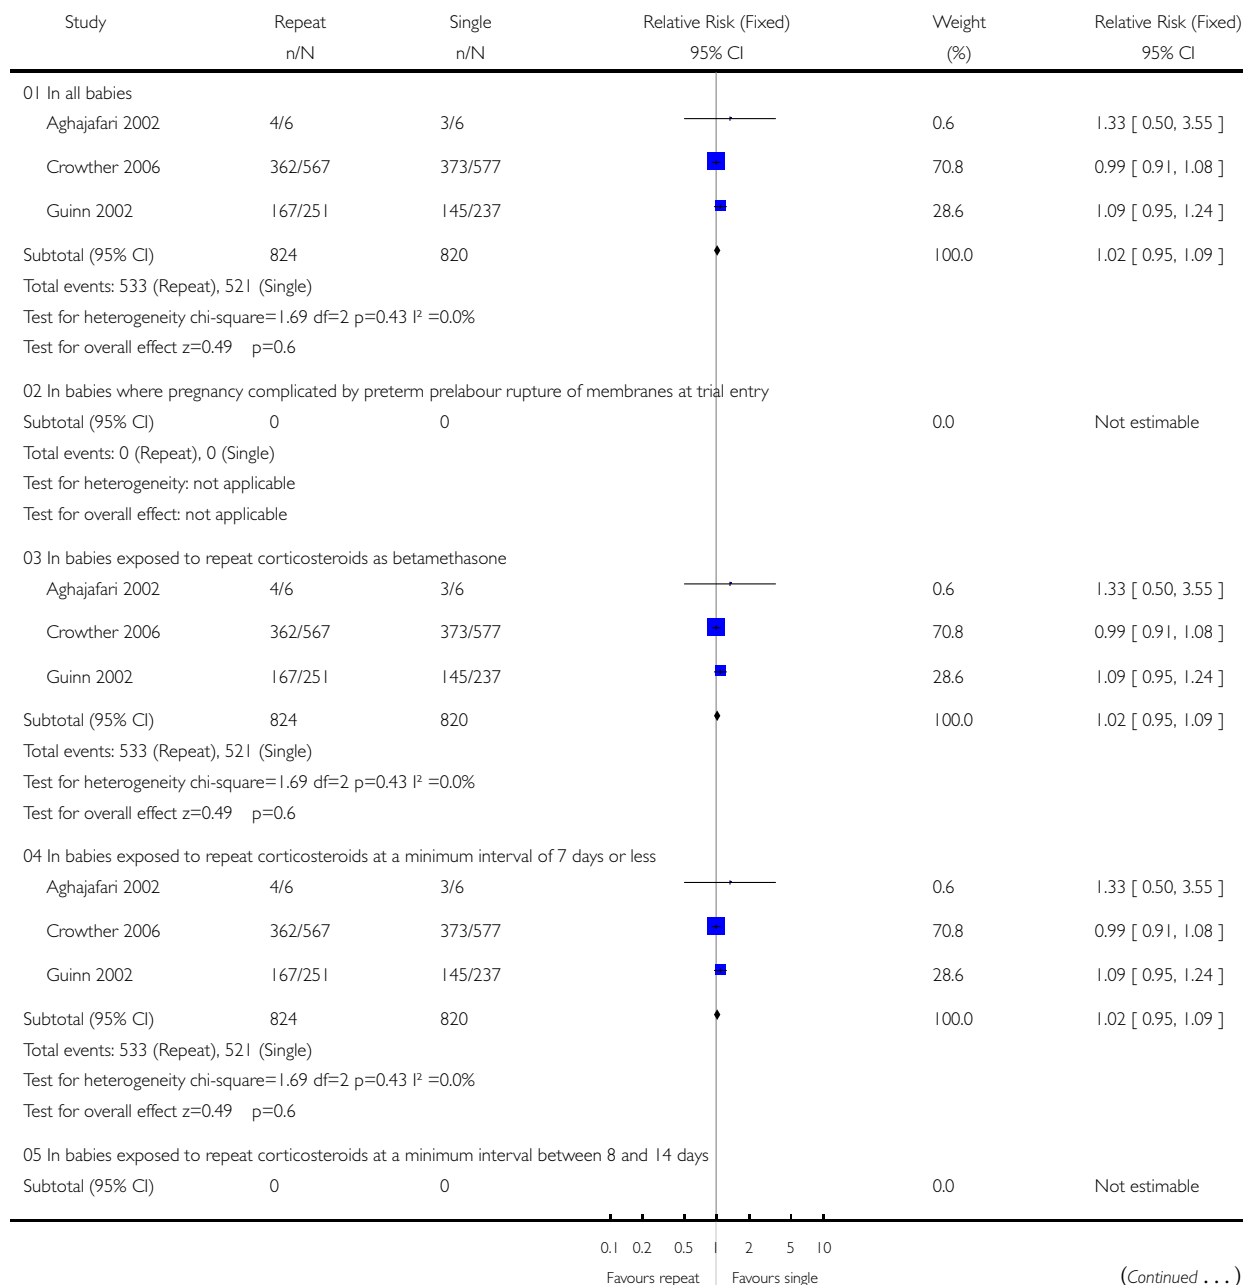 Study Repeat Single Relative Risk (Fixed) Weight Relative Risk (Fixed)
n/N n/N 95% CI (%) 95% CI
01 In all babies
Aghajafari 2002 4/6 3/6 0.6 1.33 [ 0.50, 3.55 ]
Crowther 2006 362/567 373/577 70.8 0.99 [ 0.91, 1.08 ]
Guinn 2002 167/251 145/237 28.6 1.09 [ 0.95, 1.24 ]
Subtotal (95% CI) 824 820 100.0 1.02 [ 0.95, 1.09 ]
Total events: 533 (Repeat), 521 (Single)
Test for heterogeneity chi-square=1.69 df=2 p=0.43 I² =0.0%
Test for overall effect z=0.49 p=0.6
02 In babies where pregnancy complicated by preterm prelabour rupture of membranes at trial entry
Subtotal (95% CI) 0 0 0.0 Not estimable
Total events: 0 (Repeat), 0 (Single)
Test for heterogeneity: not applicable
Test for overall effect: not applicable
03 In babies exposed to repeat corticosteroids as betamethasone
Aghajafari 2002 4/6 3/6 0.6 1.33 [ 0.50, 3.55 ]
Crowther 2006 362/567 373/577 70.8 0.99 [ 0.91, 1.08 ]
Guinn 2002 167/251 145/237 28.6 1.09 [ 0.95, 1.24 ]
Subtotal (95% CI) 824 820 100.0 1.02 [ 0.95, 1.09 ]
Total events: 533 (Repeat), 521 (Single)
Test for heterogeneity chi-square=1.69 df=2 p=0.43 I² =0.0%
Test for overall effect z=0.49 p=0.6
04 In babies exposed to repeat corticosteroids at a minimum interval of 7 days or less
Aghajafari 2002 4/6 3/6 0.6 1.33 [ 0.50, 3.55 ]
Crowther 2006 362/567 373/577 70.8 0.99 [ 0.91, 1.08 ]
Guinn 2002 167/251 145/237 28.6 1.09 [ 0.95, 1.24 ]
Subtotal (95% CI) 824 820 100.0 1.02 [ 0.95, 1.09 ]
Total events: 533 (Repeat), 521 (Single)
Test for heterogeneity chi-square=1.69 df=2 p=0.43 I² =0.0%
Test for overall effect z=0.49 p=0.6
05 In babies exposed to repeat corticosteroids at a minimum interval between 8 and 14 days
Subtotal (95% CI) 0 0 0.0 Not estimable
0.1 0.2 0.5 1 2 5 10
Favours repeat Favours single (Continued . . . )